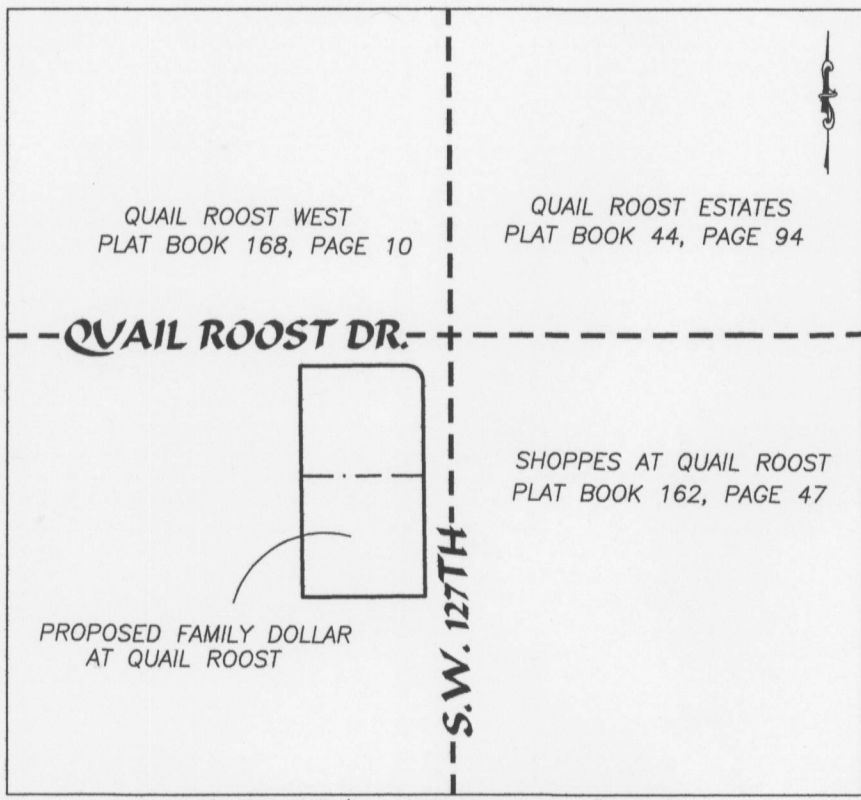 QUAIL ROOST WEST
PLAT BOOK 168, PAGE 10
QUAIL ROOST ESTATES
PLAT BOOK 44, PAGE 94
QUAIL ROOST DR.
SHOPPES AT QUAIL ROOST
PLAT BOOK 162, PAGE 47
S.W. 127TH
PROPOSED FAMILY DOLLAR
AT QUAIL ROOST